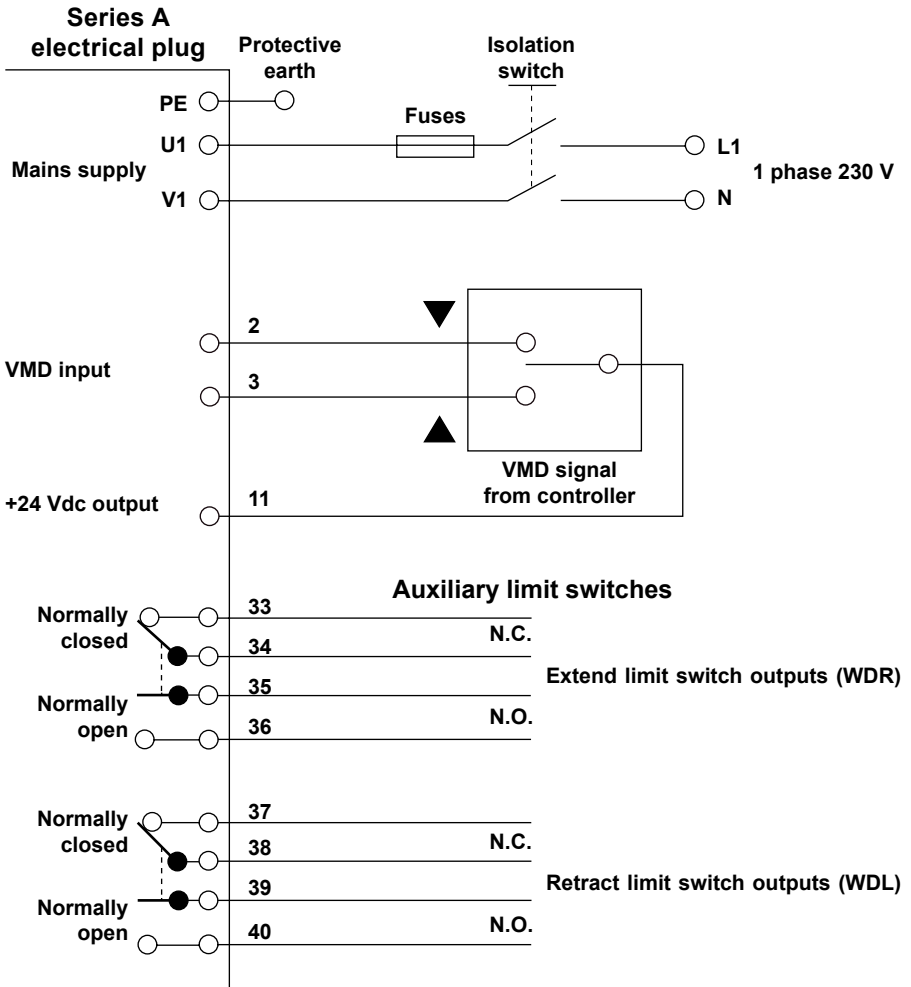 Series A
electrical plug
Protective
earth
Isolation
switch
PE
Fuses
U1
L1
Mains supply
1 phase 230 V
V1
N
2
VMD input
3
VMD signal
from controller
+24 Vdc output
11
Auxiliary limit switches
Normally
closed
33
N.C.
34
Extend limit switch outputs (WDR)
35
Normally
open
N.O.
36
Normally
closed
37
N.C.
38
Retract limit switch outputs (WDL)
39
Normally
open
N.O.
40